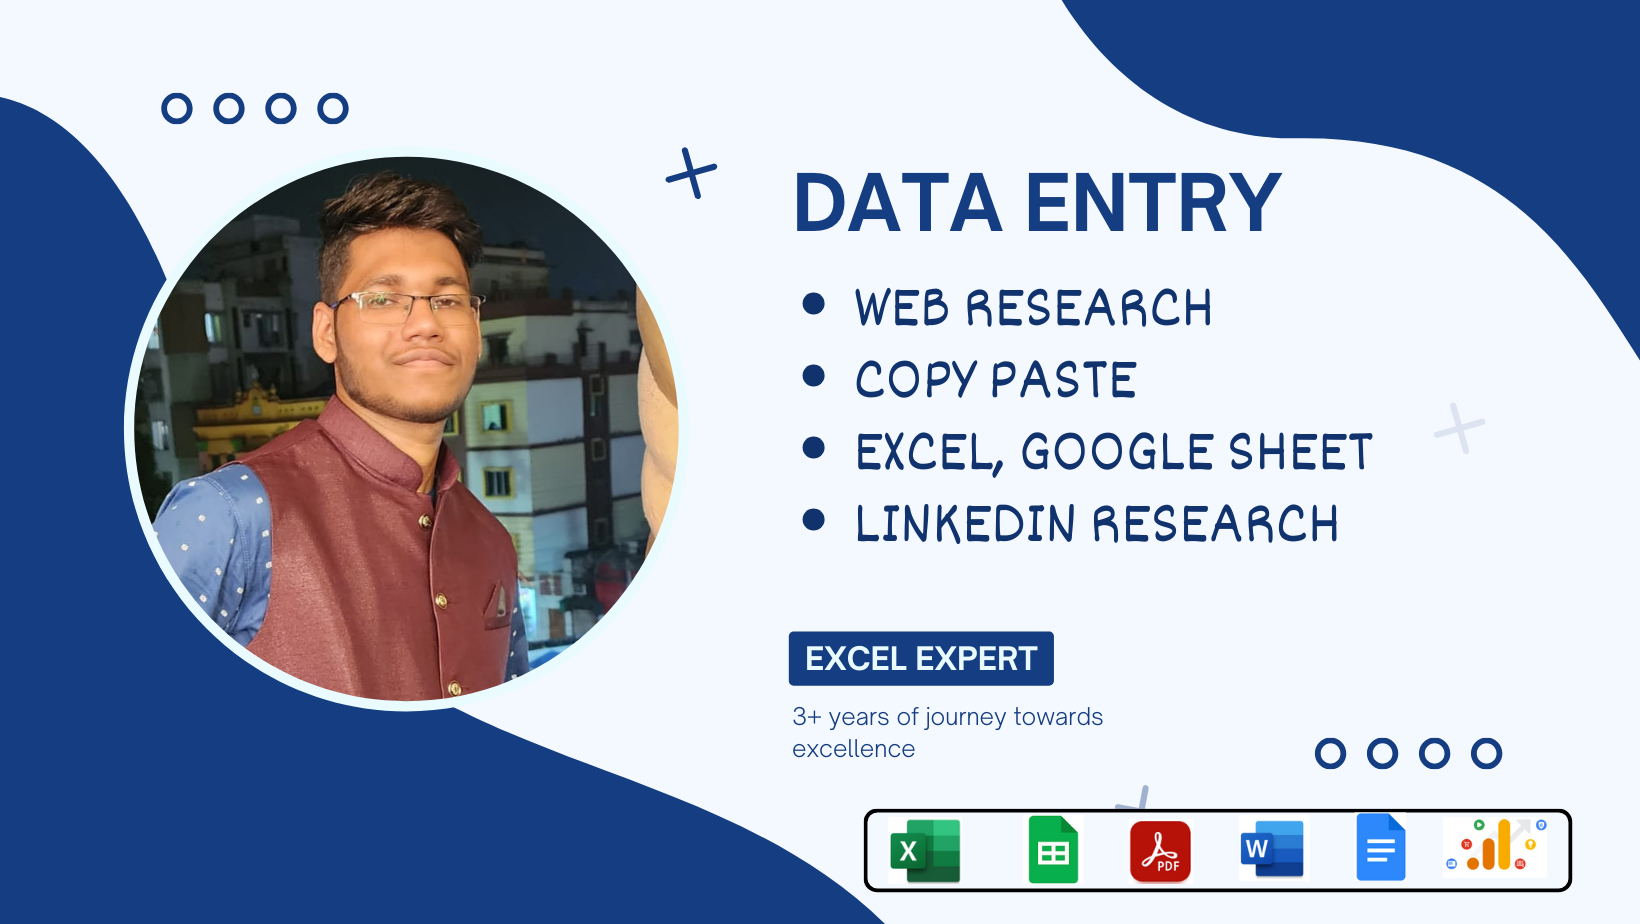 DATA ENTRY
WEB RESEARCH
COPY PASTE
EXCEL, GOOGLE SHEET
LINKEDIN RESEARCH
EXCEL EXPERT
3+ years of journey towards
excellence
X
PDF
W